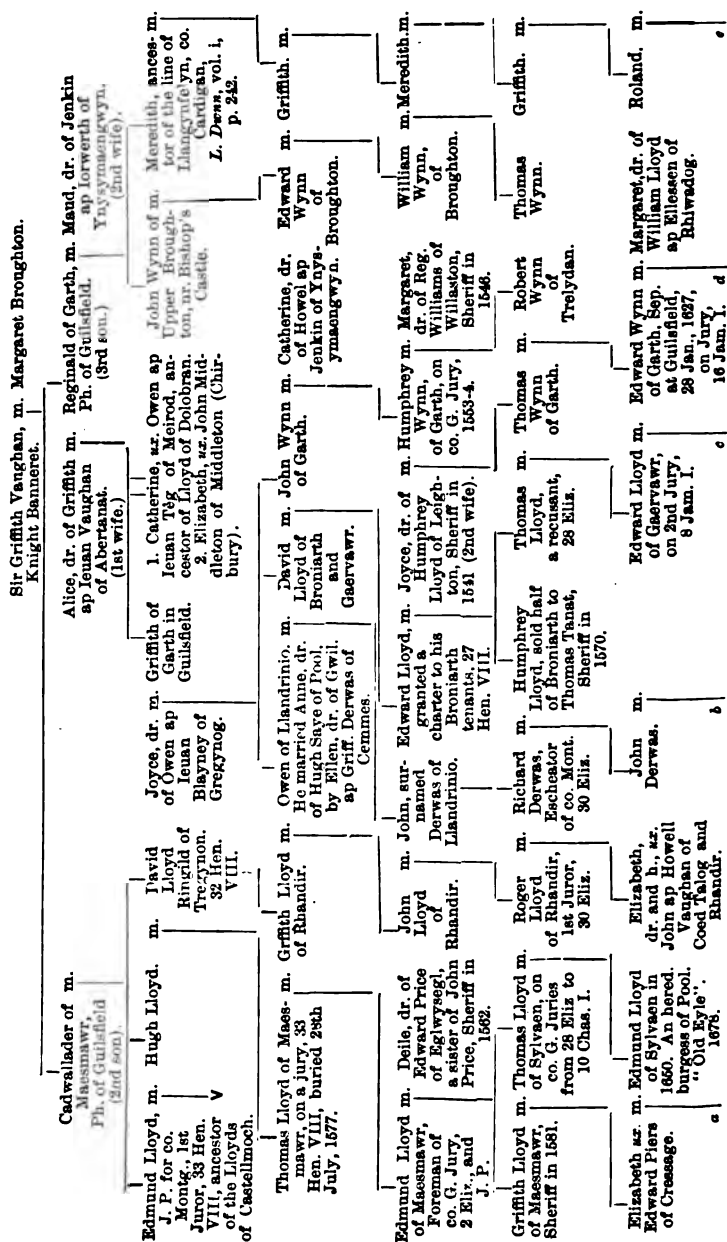 Sir Griffith Vaughan, m. Margaret Broughton.
Knight Banneret.
Cadwallader of m.
Maesmawr,
Ph. of Guilsfield
(2nd son).
Alice, dr. of Griffith m.
ap Ieuan Vaughan
of Abertanat.
(1st wife.)
Reginald of Garth, m.
Ph. of Guilsfield.
(3rd son.)
Maud, dr. of Jenkin
ap Iorwerth of
Ynysymaengwyn.
(2nd wife).
Edmund Lloyd, m.
J. P. for co.
Montg., 1st
Juror, 33 Hen.
VIII, ancestor V
of the Lloyds
of Castellmoch.
Hugh Lloyd. m.
David m.
Lloyd
Ringild of
Tregynon.
32 Hen.
VIII.
Joyce, dr.
of Owen ap
Ieuan
Blayney of
Gregynog.
Griffith of
Garth in
Guilsfield.
1. Catherine, ux. Owen ap
Ieuan Têg of Meirod, an-
cestor of Lloyd of Dolobran.
2. Elizabeth, ux. John Mid-
dleton of Middleton (Chir-
bury).
John Wynn of m.
Upper Brough-
ton, nr. Bishop's
Castle.
Meredith, ances- m.
tor of the line of
Llangynfelyn, co.
Cardigan,
L. Dwnn, vol. i,
p. 242.
Thomas Lloyd of Maes- m.
mawr, on a jury, 33
Hen. VIII, buried 28th
July, 1577.
Griffith Lloyd m.
of Rhandir.
Owen of Llandrinio. m.
He married Anne, dr.
of Hugh Saye of Pool,
by Ellen, dr. of Gwil.
ap Griff. Derwas of
Cemmes.
David m.
Lloyd of
Broniarth
and
Gaervawr.
John Wynn m.
of Garth.
Catherine, dr.
of Howel ap
Jenkin of Ynys-
ymaengwyn.
Edward m.
Wynn
of
Broughton.
Griffith. m.
Edmund Lloyd m.
of Maesmawr,
Foreman of
co. G. Jury,
2 Eliz., and
J. P.
Deile, dr. of
Edward Price
of Eglwysegl,
a sister of John
Price, Sheriff in
1562.
John m.
Lloyd
of
Rhandir.
John, sur- m.
named
Derwas of
Llandrinio.
Edward Lloyd, m.
granted a
charter to his
Broniarth
tenants, 27
Hen. VIII.
Joyce, dr. of
Humphrey
Lloyd of Leigh-
ton, Sheriff in
1541 (2nd wife).
m. Humphrey m.
Wynn,
of Garth, on
co. G. Jury,
1553-4.
Margaret,
dr. of Reg.
Williams of
Willaston,
Sheriff in
1546.
William m.
Wynn,
of
Broughton.
Meredith. m.
Griffith Lloyd m.
of Maesmawr,
Sheriff in 1581.
Thomas Lloyd m.
of Sylvaen, on
co. G. Juries
from 28 Eliz to
10 Chas. I.
Roger m.
Lloyd
of Rhandir,
1st Juror,
30 Eliz.
Richard m.
Derwas,
Escheator
of co. Mont.
30 Eliz.
Humphrey
Lloyd, sold half
of Broniarth to
Thomas Tanat,
Sheriff in
1570.
Thomas m.
Lloyd,
a recusant,
28 Eliz.
Thomas m.
Wynn
of Garth.
Robert
Wynn
of
Trelydan.
Thomas
Wynn.
Griffith. m.
Elizabeth ux. m.
Edward Piers
of Cressage.
a
Edmund Lloyd
of Sylvaen in
1650. An hered.
burgess of Pool.
"Old Eyle".
1678.
Elizabeth,
dr. and h., ux.
John ap Howell
Vaughan of
Coed Talog and
Rhandir.
John m.
Derwas.
b
Edward Lloyd m.
of Gaervawr,
on 2nd Jury,
8 Jam. I.
c
Edward Wynn m.
of Garth. Sep.
at Guilsfield,
28 Jan., 1627,
on Jury,
16 Jam. I.
d
Margaret, dr. of
William Lloyd
ap Ellessen of
Rhiwadog.
Roland. m.
e